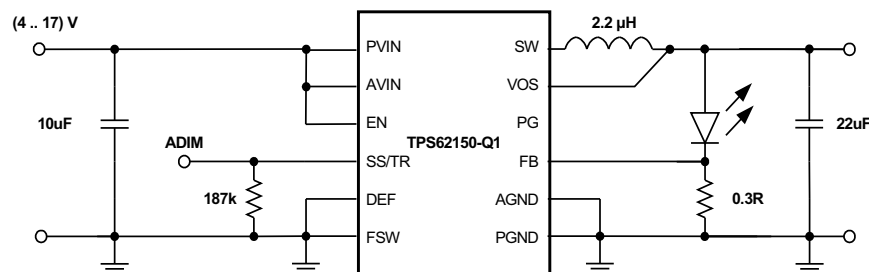 (4 .. 17) V
2.2 µH
PVIN
SW
AVIN
VOS
10uF
EN
PG
22uF
TPS62150-Q1
ADIM
SS/TR
FB
187k
DEF
AGND
0.3R
FSW
PGND